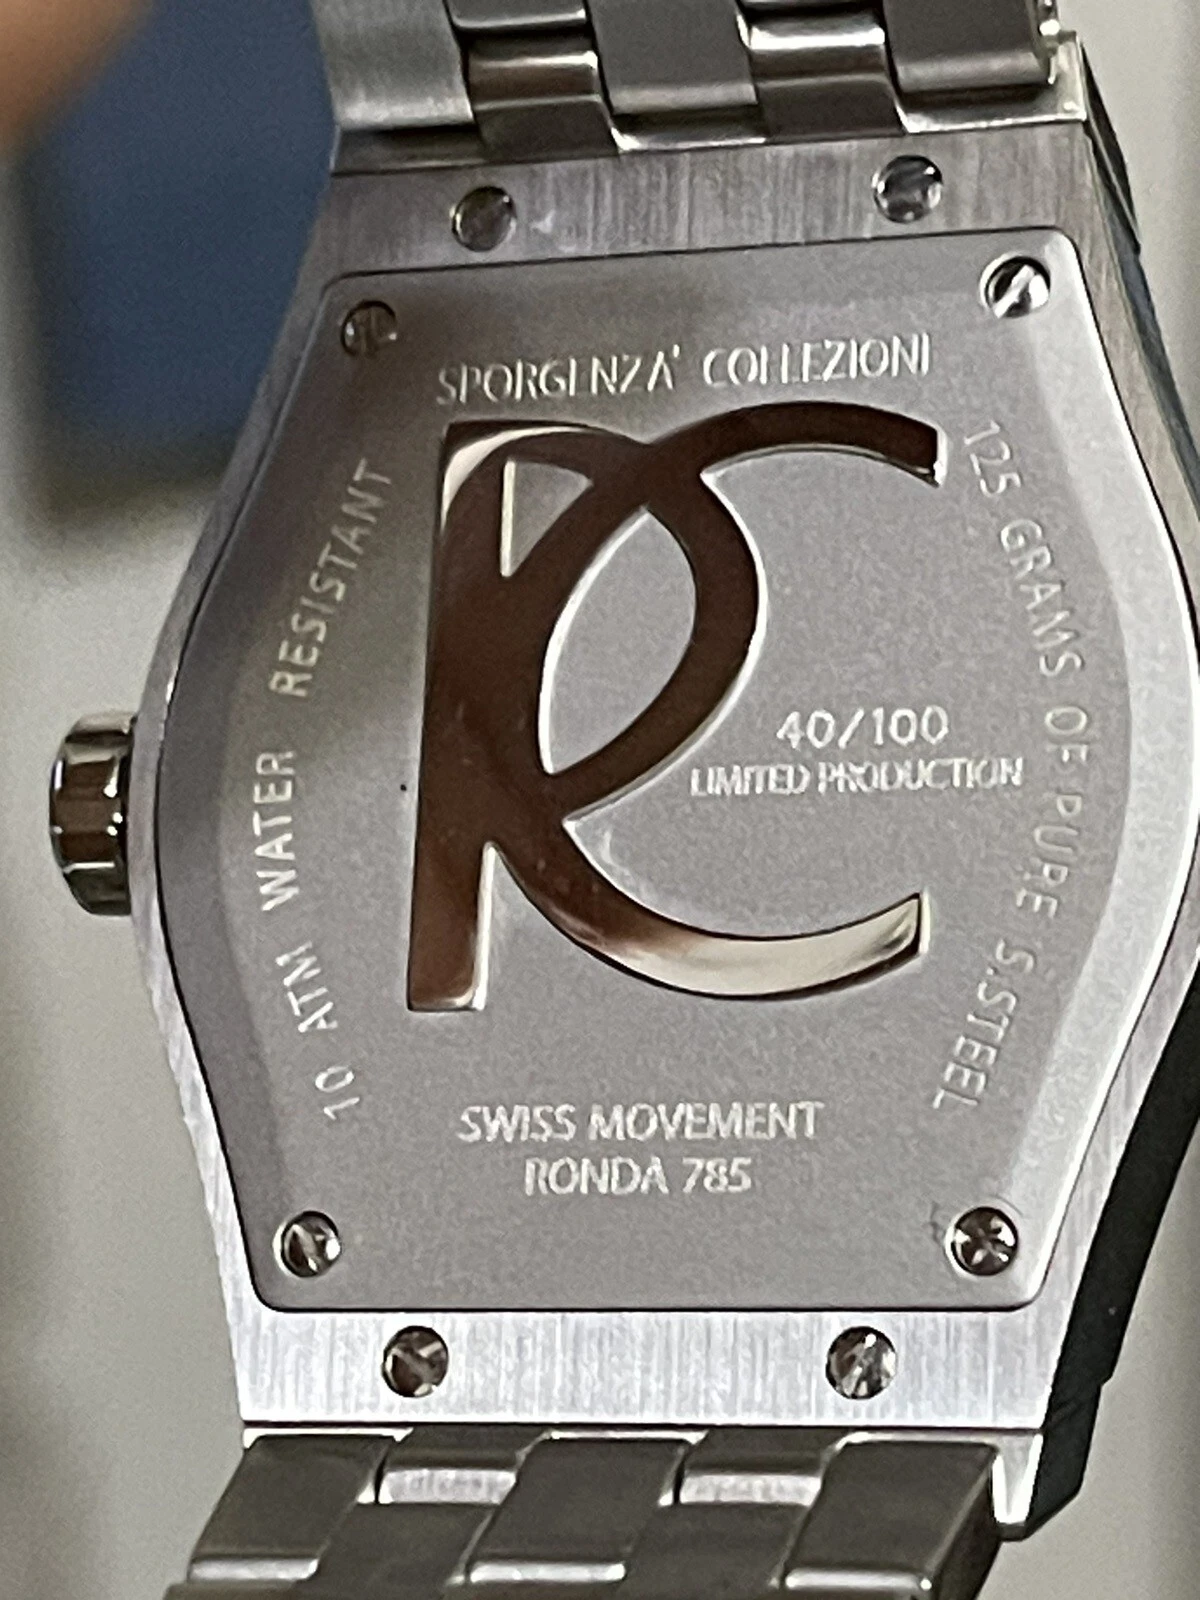 SPORGENZA' COLLEZIONI
10 ATM WATER RESISTANT
125 GRAMS OF PURE S.STEEL
RC
40/100
LIMITED PRODUCTION
SWISS MOVEMENT
RONDA 785